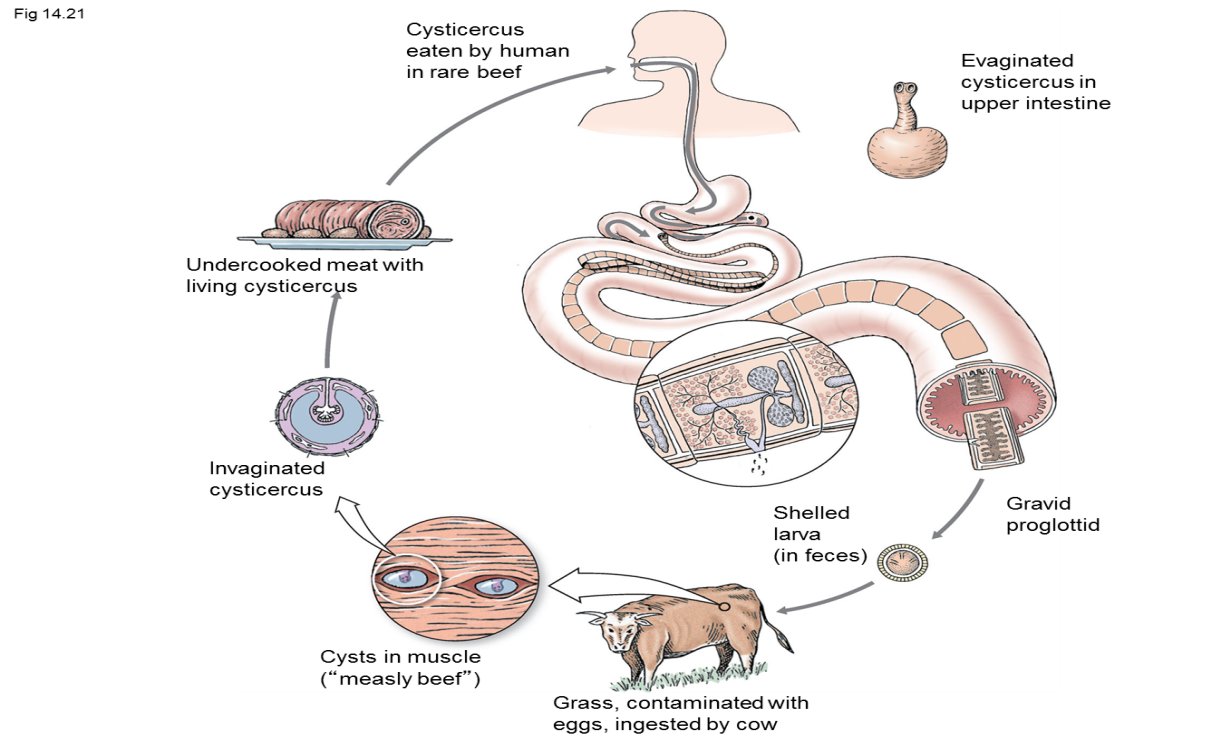 Fig 14.21
Cysticercus
eaten by human
in rare beef
Evaginated
cysticercus in
upper intestine
Undercooked meat with
living cysticercus
Invaginated
cysticercus
Cysts in muscle
(“measly beef”)
Grass, contaminated with
eggs, ingested by cow
Shelled
larva
(in feces)
Gravid
proglottid